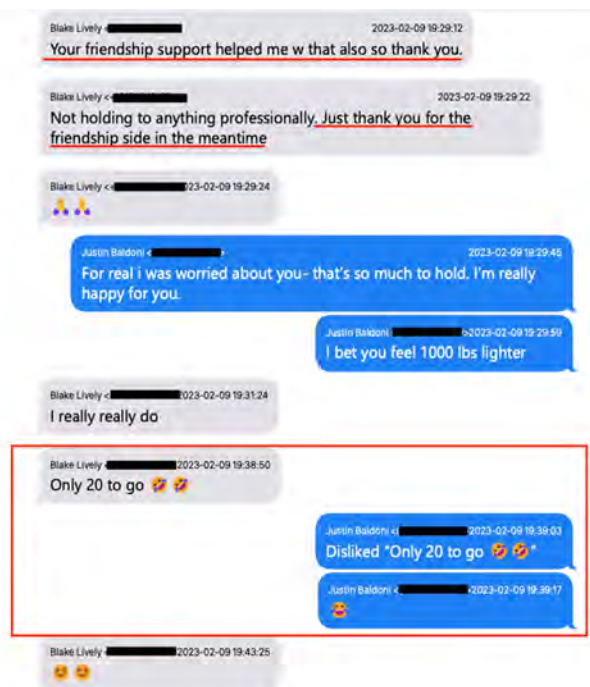 Blake Lively < 2023-02-09 19:29:12
Your friendship support helped me w that also so thank you.
Blake Lively << 2023-02-09 19:29:22
Not holding to anything professionally. Just thank you for the
friendship side in the meantime
Blake Lively << 023-02-09 19:29:24
🙏🙏
Justin Baldoni < > 2023-02-09 19:29:45
For real i was worried about you- that's so much to hold. I'm really
happy for you.
Justin Baldoni >2023-02-09 19:29:59
I bet you feel 1000 lbs lighter
Blake Lively < 2023-02-09 19:31:24
I really really do
Blake Lively < 2023-02-09 19:38:50
Only 20 to go 🤣 🤣
Justin Baldoni < 2023-02-09 19:39:03
Disliked "Only 20 to go 🤣 🤣"
Justin Baldoni < 2023-02-09 19:39:17
Blake Lively < 2023-02-09 19:43:25